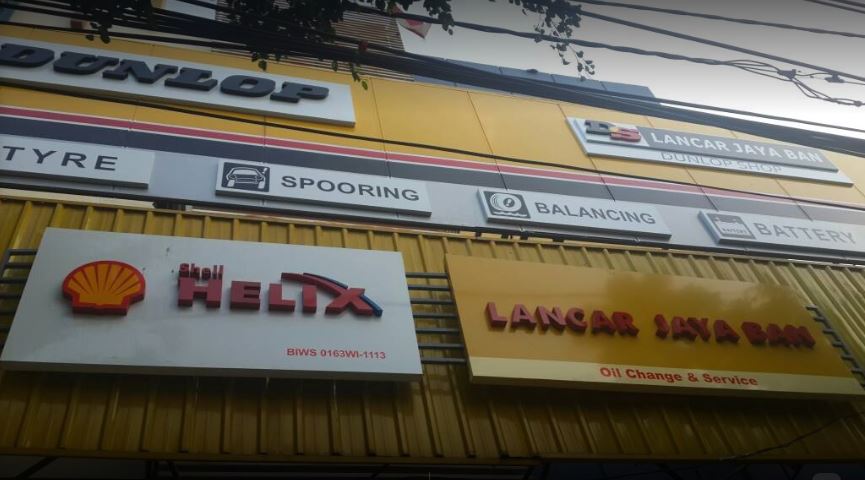 DUNLOP
DS LANCAR JAYA BAN
DUNLOP SHOP
TYRE
SPOORING
BALANCING
BATTERY
Shell
HELIX
BIWS 0163WI-1113
LANCAR JAYA BAN
Oil Change & Service